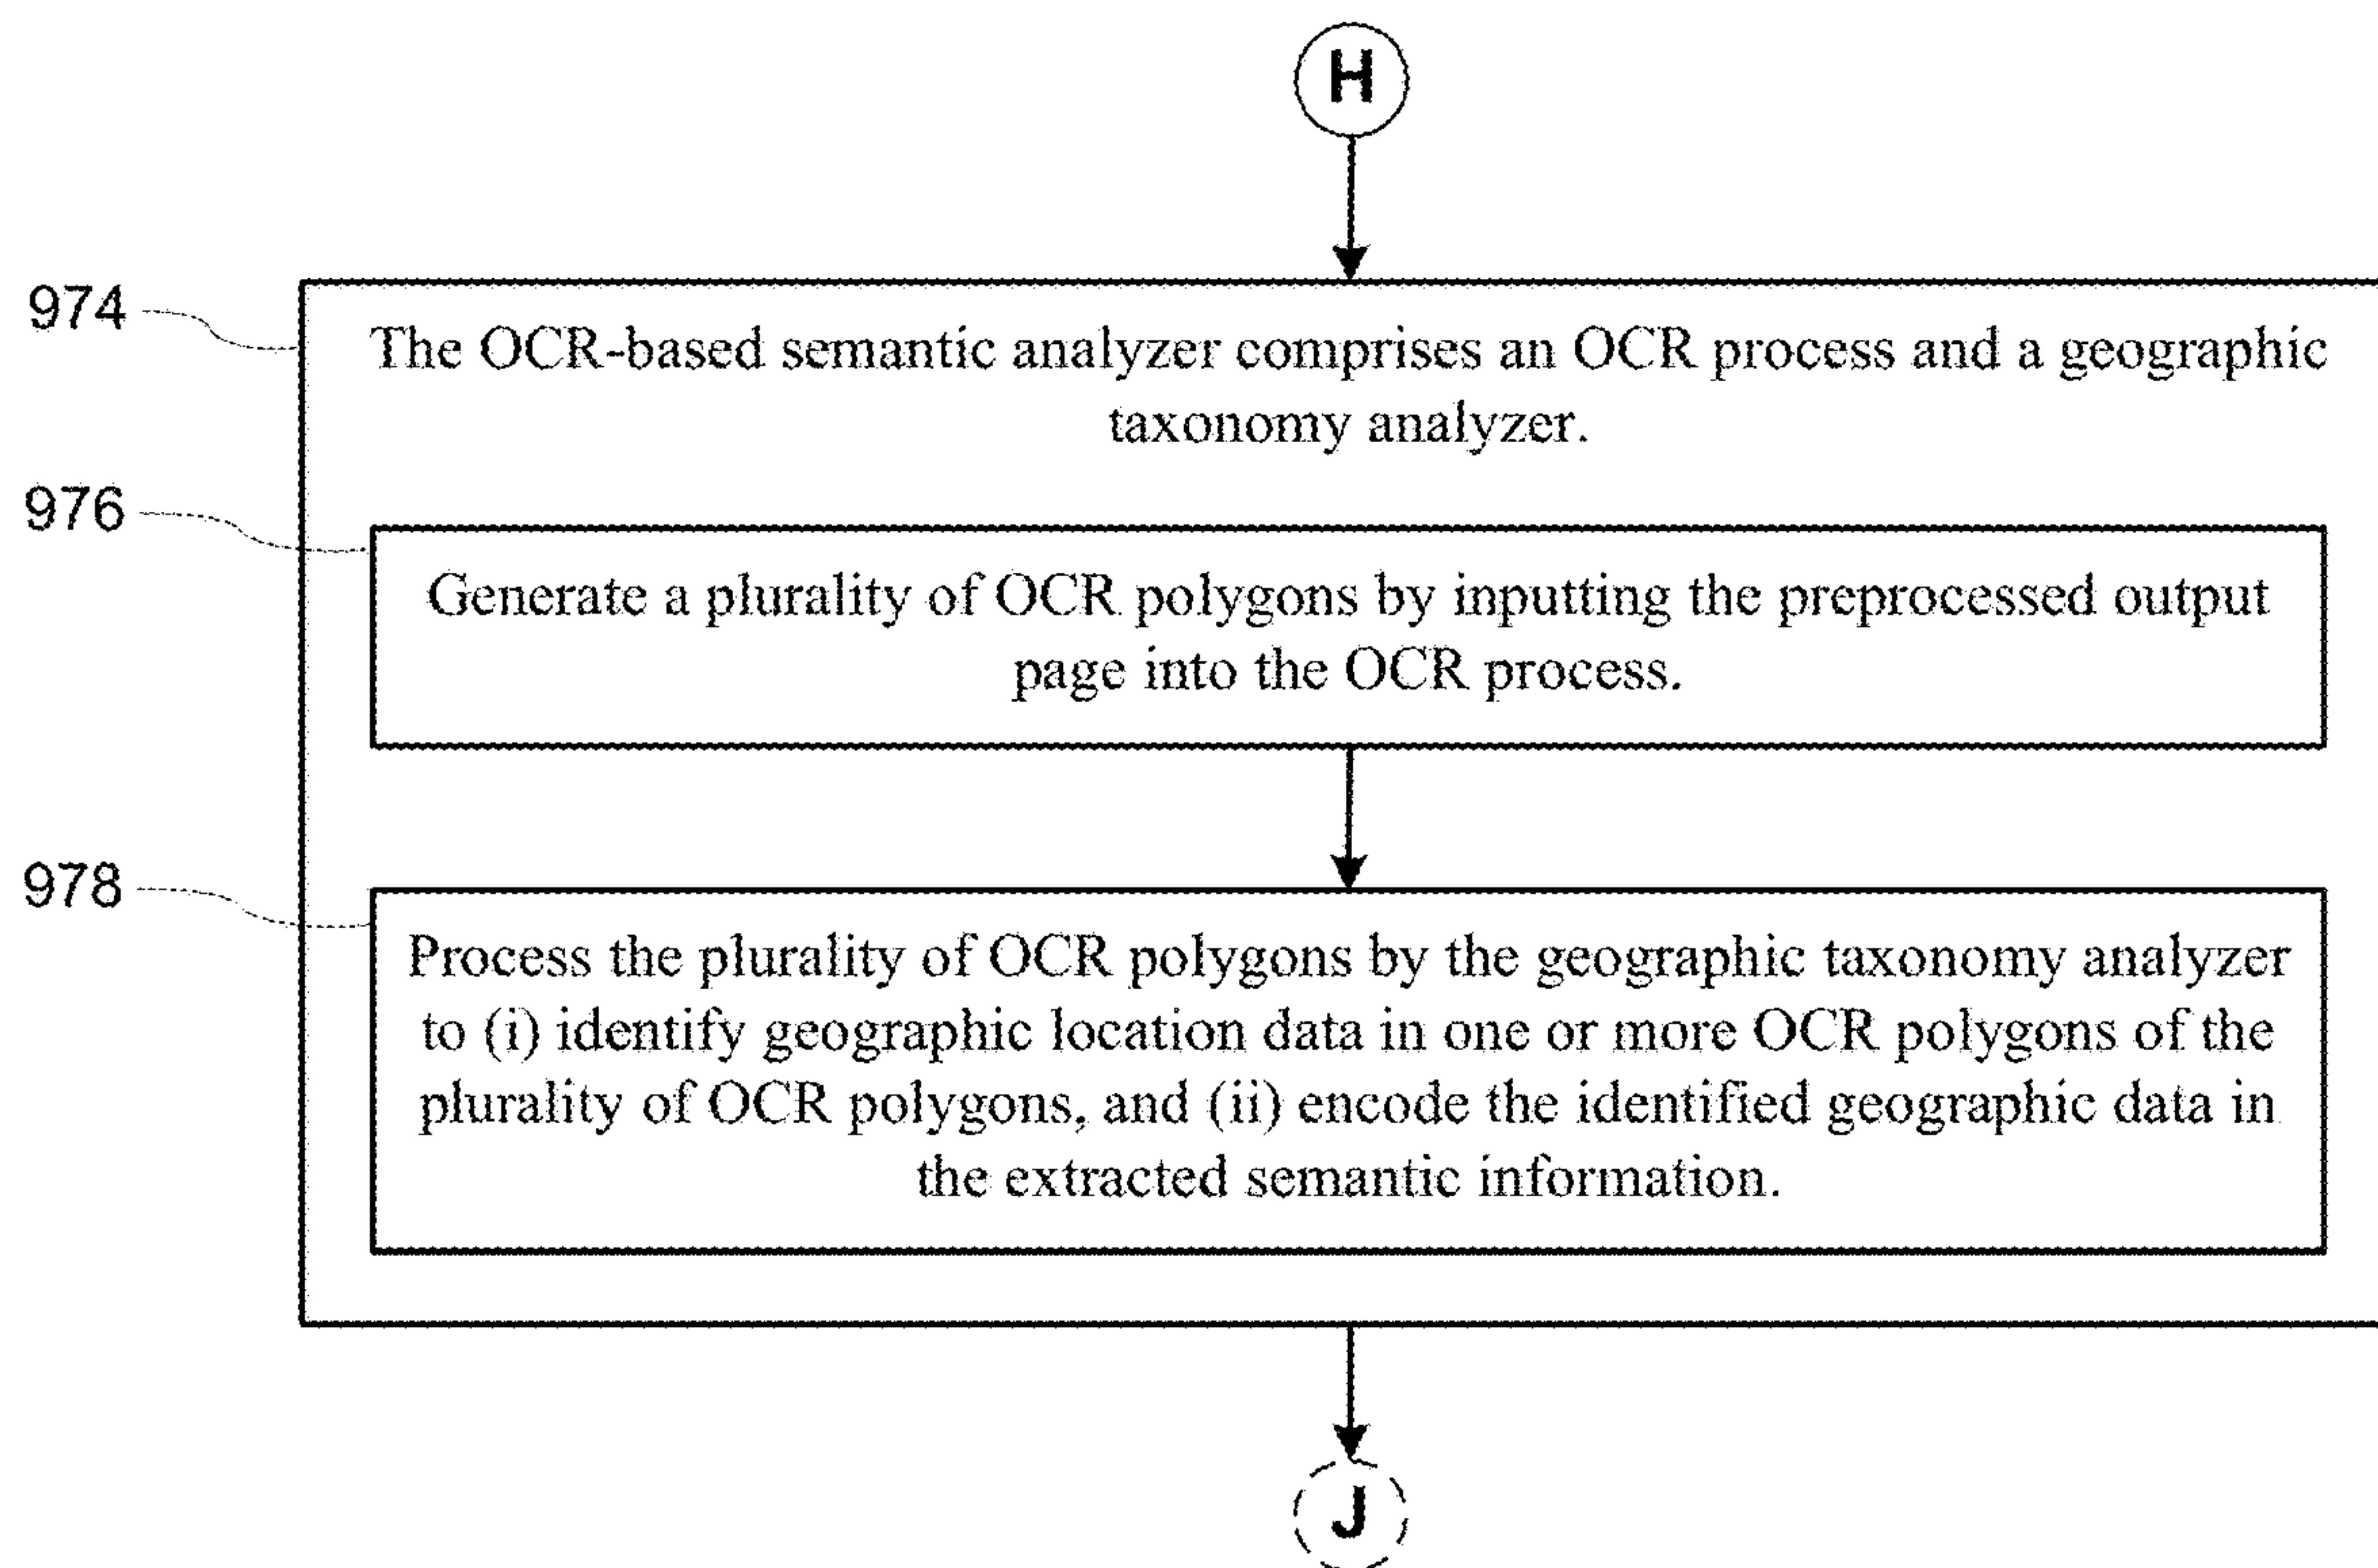 H
974
The OCR-based semantic analyzer comprises an OCR process and a geographic
taxonomy analyzer.
976
Generate a plurality of OCR polygons by inputting the preprocessed output
page into the OCR process.
978
Process the plurality of OCR polygons by the geographic taxonomy analyzer
to (i) identify geographic location data in one or more OCR polygons of the
plurality of OCR polygons, and (ii) encode the identified geographic data in
the extracted semantic information.
J